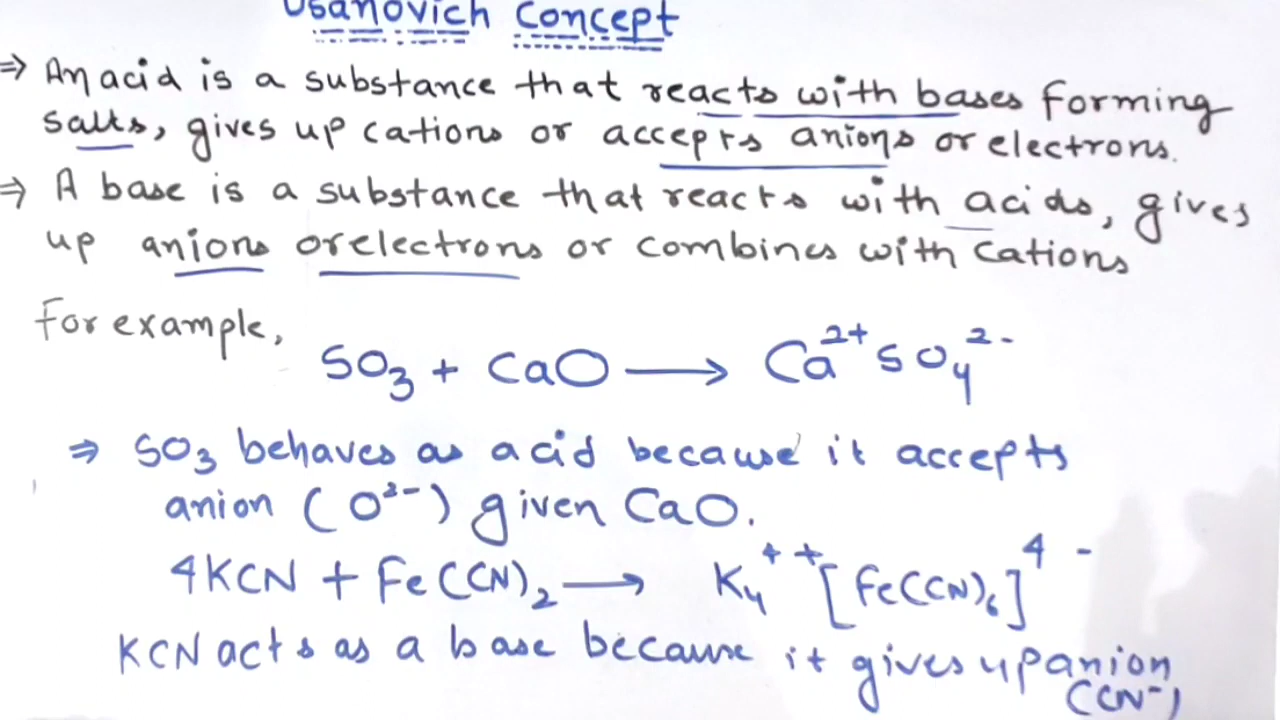 Usanovich Concept
⇒ An acid is a substance that reacts with bases forming
salts, gives up cations or accepts anions or electrons.
⇒ A base is a substance that reacts with acids, gives
up anions or electrons or combines with cations
For example,
SO₃ + CaO ⟶ Ca²⁺ SO₄²⁻
⇒ SO₃ behaves as acid because it accepts
anion (O²⁻) given CaO.
4KCN + Fe(CN)₂ ⟶ K₄⁺⁺ [Fe(CN)₆]⁴⁻
KCN acts as a base because it gives up anion
(CN⁻)